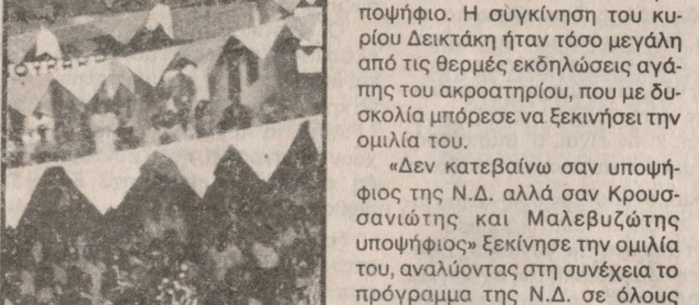 ποψήφιο. Η συγκίνηση του κυ-
ρίου Δεικτάκη ήταν τόσο μεγάλη
από τις θερμές εκδηλώσεις αγά-
πης του ακροατηρίου, που με δυ-
σκολία μπόρεσε να ξεκινήσει την
ομιλία του.
«Δεν κατεβαίνω σαν υποψή-
φιος της Ν.Δ. αλλά σαν Κρουσ-
σανιώτης και Μαλεβυζώτης
υποψήφιος» ξεκίνησε την ομιλία
του, αναλύοντας στη συνέχεια το
πρόγραμμα της Ν.Δ. σε όλους